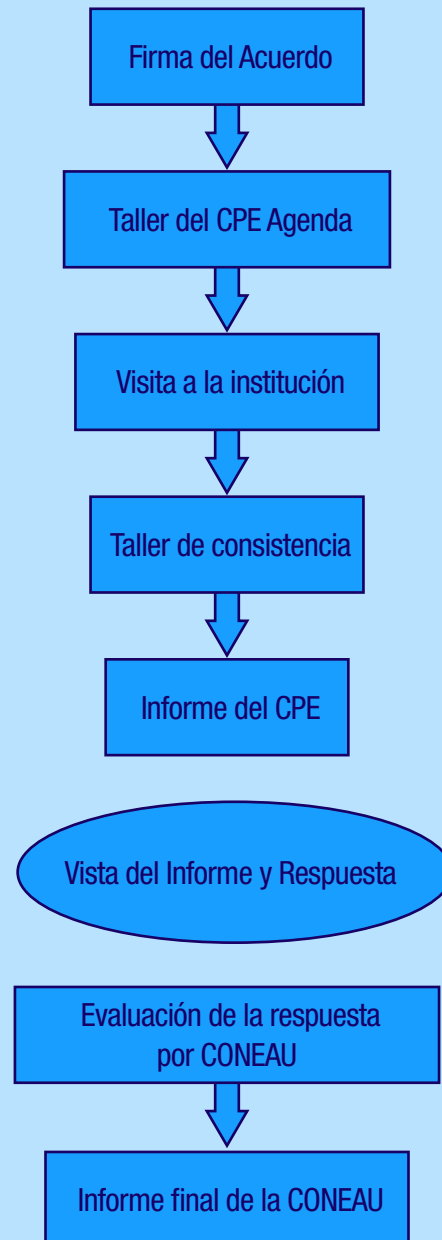 Firma del Acuerdo
Taller del CPE Agenda
Visita a la institución
Taller de consistencia
Informe del CPE
Vista del Informe y Respuesta
Evaluación de la respuesta
por CONEAU
Informe final de la CONEAU